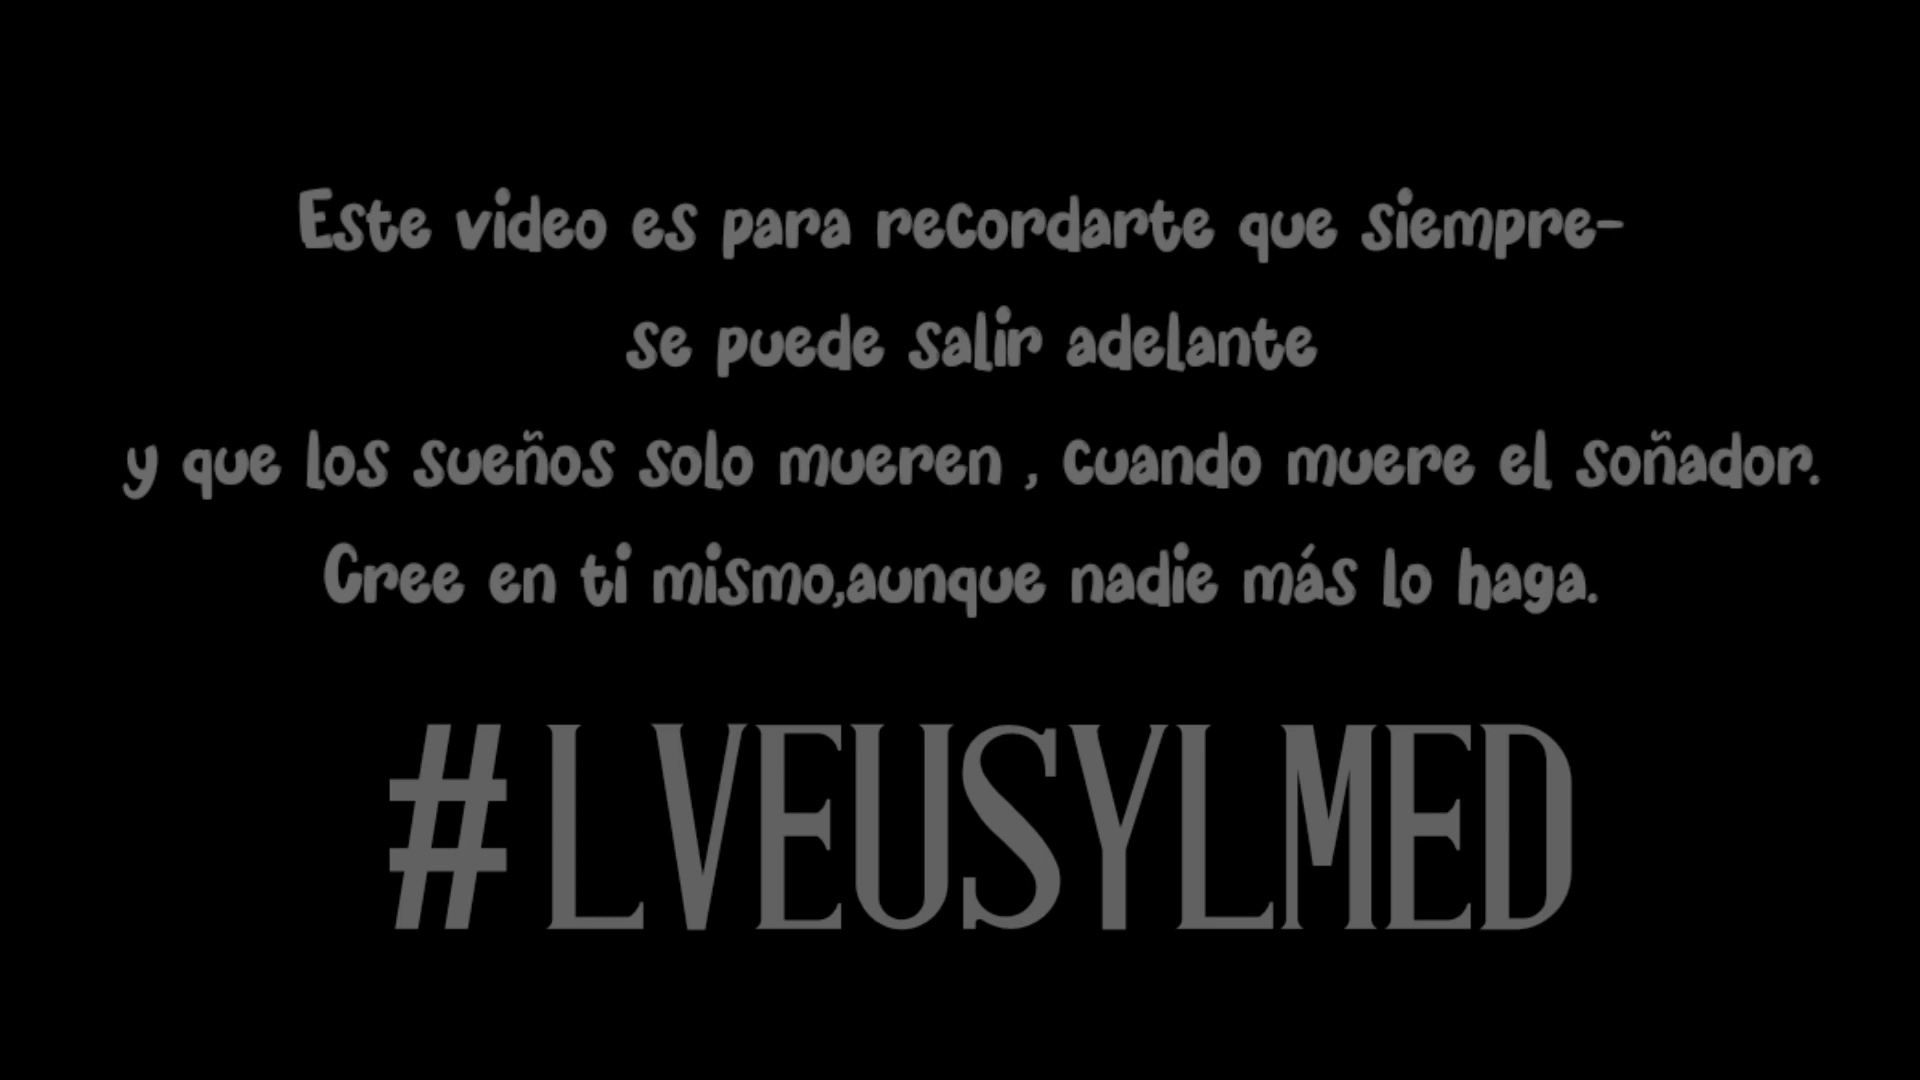 Este video es para recordarte que siempre-
se puede salir adelante
y que los sueños solo mueren , cuando muere el soñador.
Cree en ti mismo,aunque nadie más lo haga.
#LVEUSYLMED